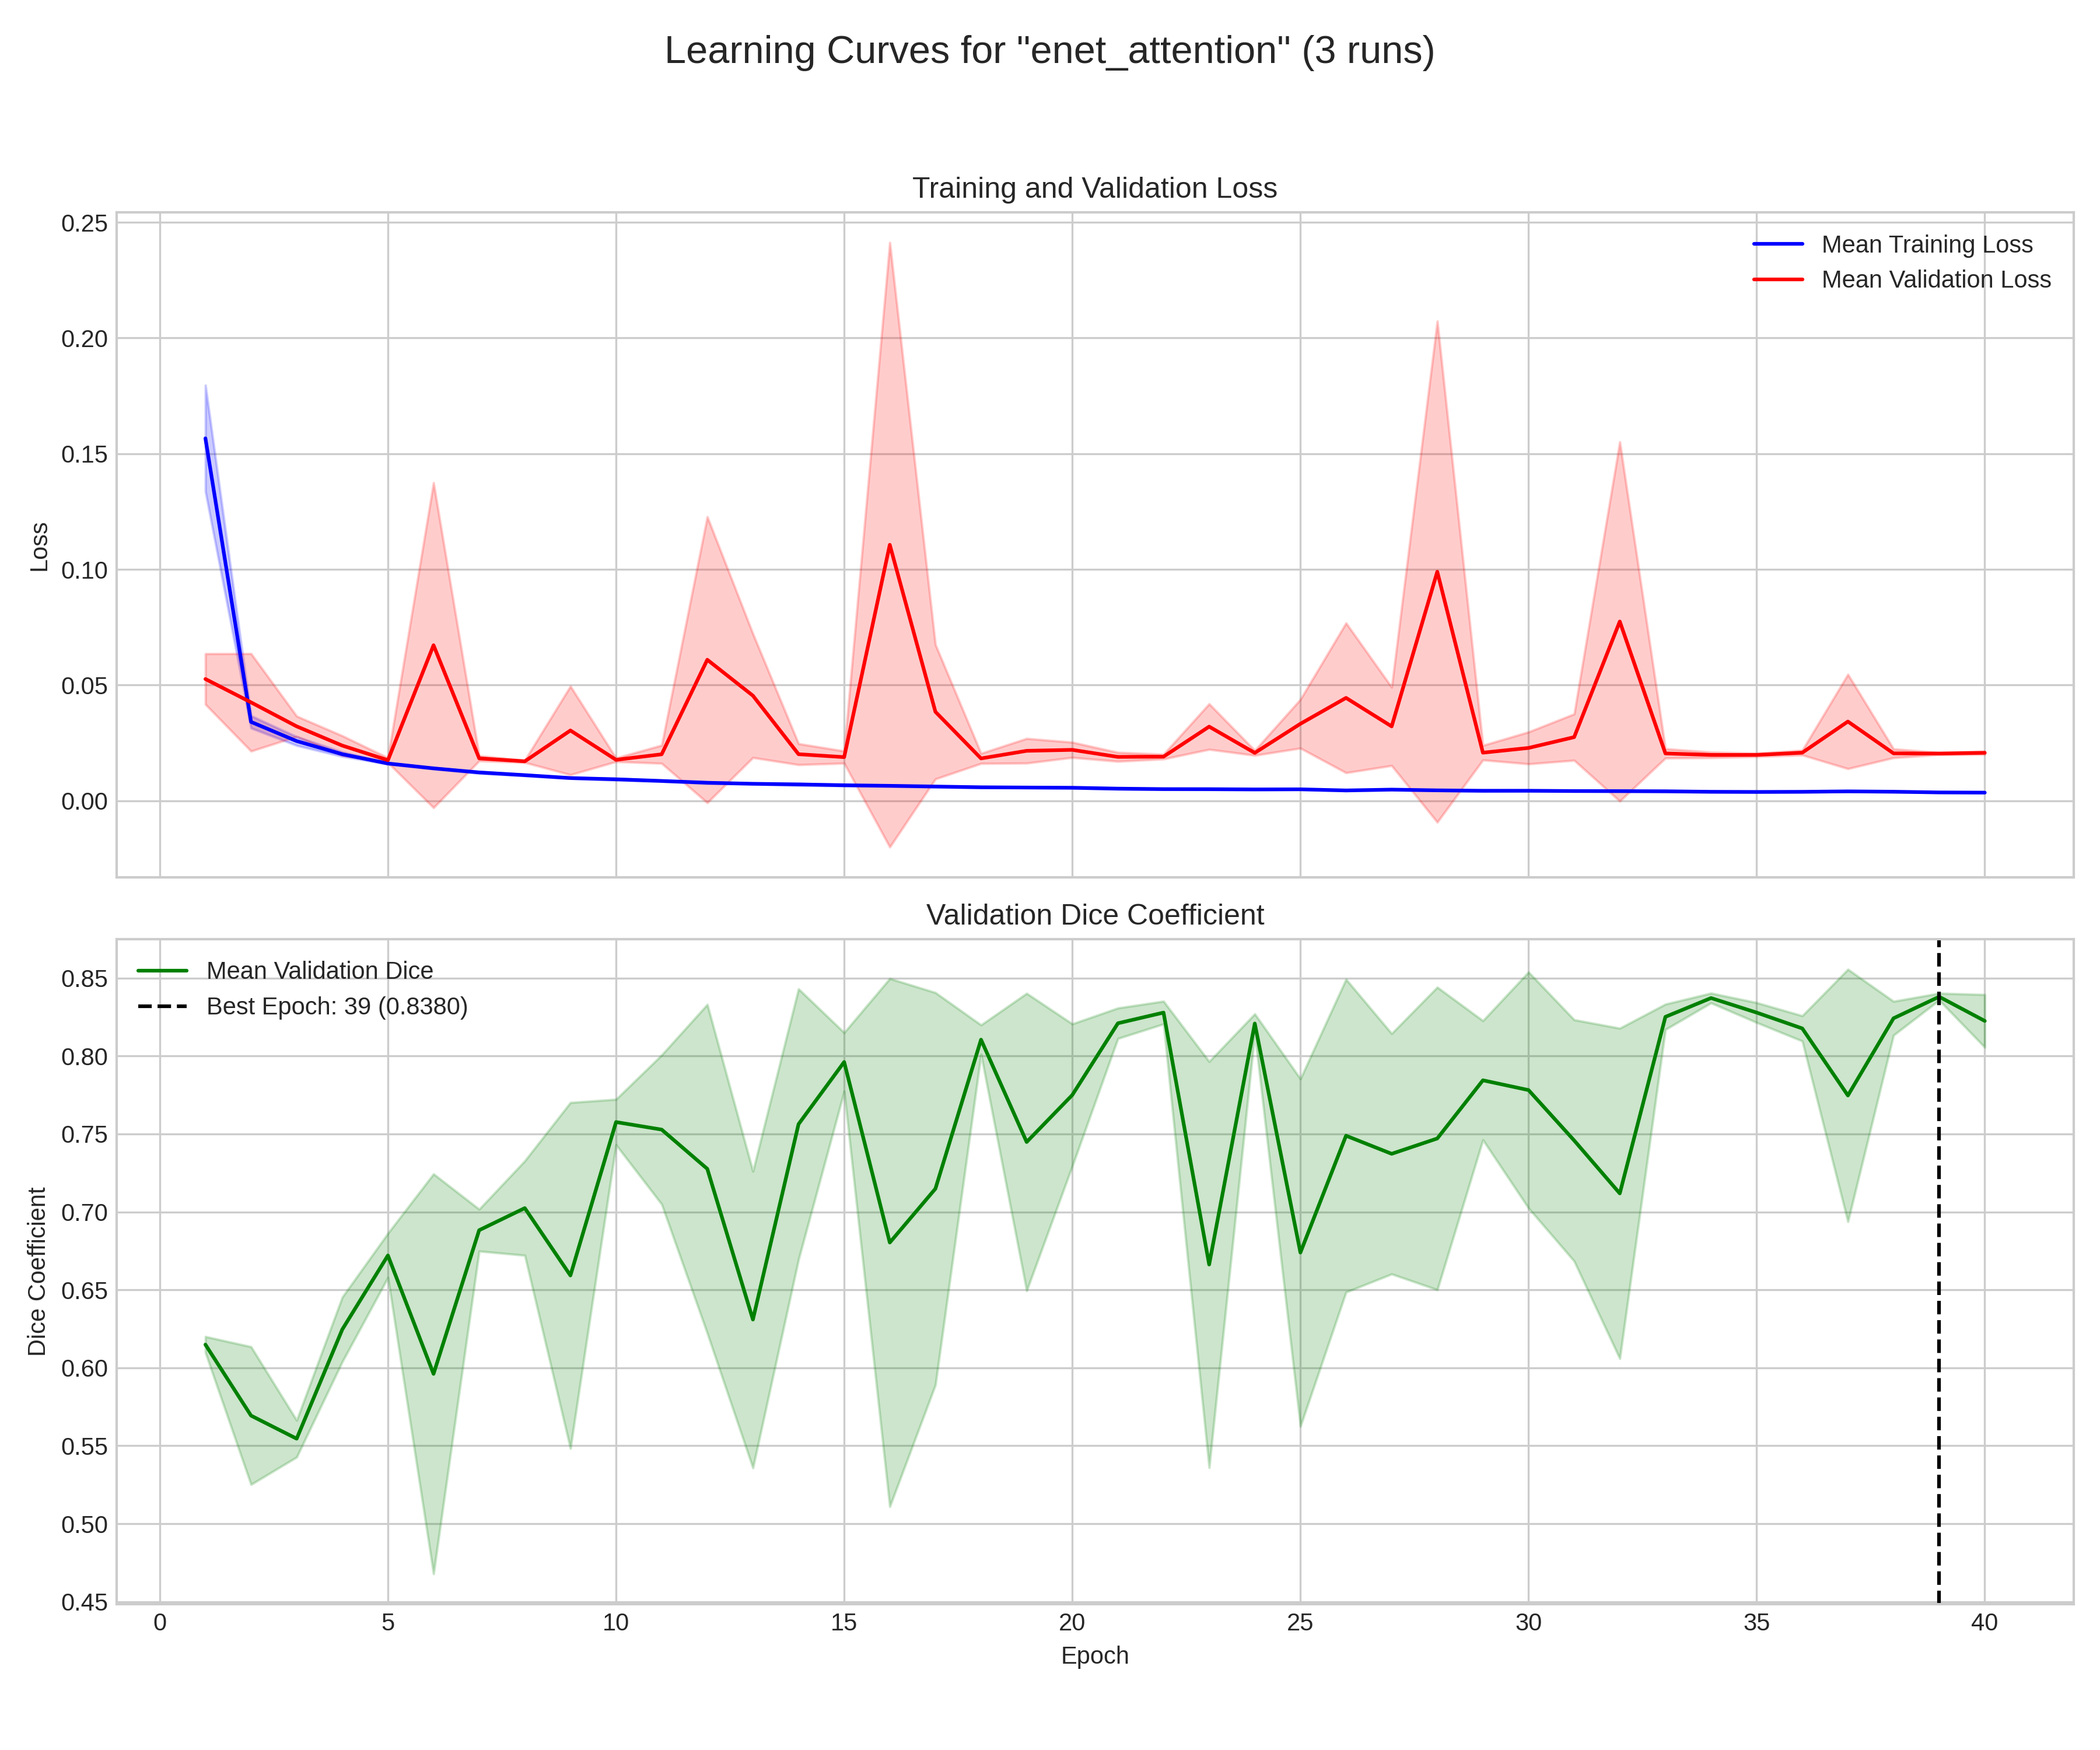 Learning Curves for "enet_attention" (3 runs)
Training and Validation Loss
Mean Training Loss
Mean Validation Loss
Loss
0.25
0.20
0.15
0.10
0.05
0.00
Validation Dice Coefficient
Mean Validation Dice
Best Epoch: 39 (0.8380)
Dice Coefficient
0.85
0.80
0.75
0.70
0.65
0.60
0.55
0.50
0.45
0 5 10 15 20 25 30 35 40
Epoch